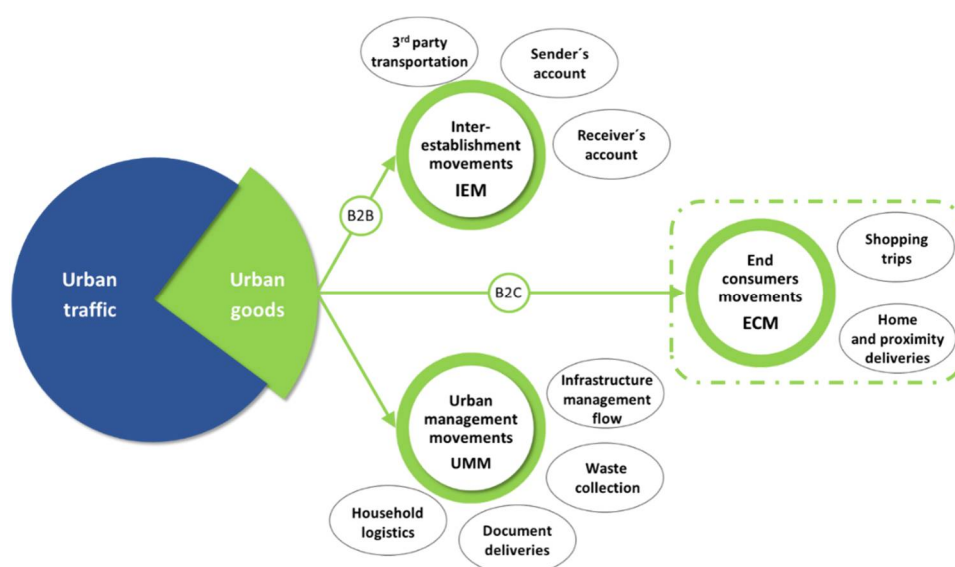 3rd party
transportation
Sender´s
account
Inter-
establishment
movements
IEM
Receiver´s
account
B2B
Urban
traffic
Urban
goods
B2C
End
consumers
movements
ECM
Shopping
trips
Home
and proximity
deliveries
Urban
management
movements
UMM
Infrastructure
management
flow
Waste
collection
Household
logistics
Document
deliveries